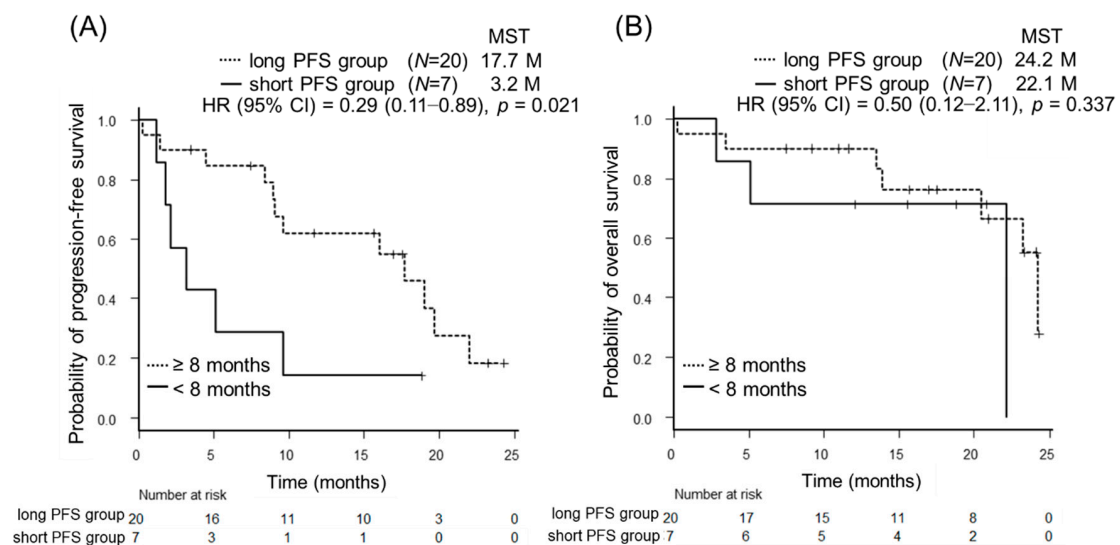 (A)
MST
long PFS group (N=20) 17.7 M
short PFS group (N=7) 3.2 M
HR (95% CI) = 0.29 (0.11–0.89), p = 0.021
Probability of progression-free survival
1.0
0.8
0.6
0.4
0.2
0.0
≥ 8 months
< 8 months
0 5 10 15 20 25
Time (months)
Number at risk
long PFS group 20 16 11 10 3 0
short PFS group 7 3 1 1 0 0
(B)
MST
long PFS group (N=20) 24.2 M
short PFS group (N=7) 22.1 M
HR (95% CI) = 0.50 (0.12–2.11), p = 0.337
Probability of overall survival
1.0
0.8
0.6
0.4
0.2
0.0
≥ 8 months
< 8 months
0 5 10 15 20 25
Time (months)
Number at risk
long PFS group 20 17 15 11 8 0
short PFS group 7 6 5 4 2 0